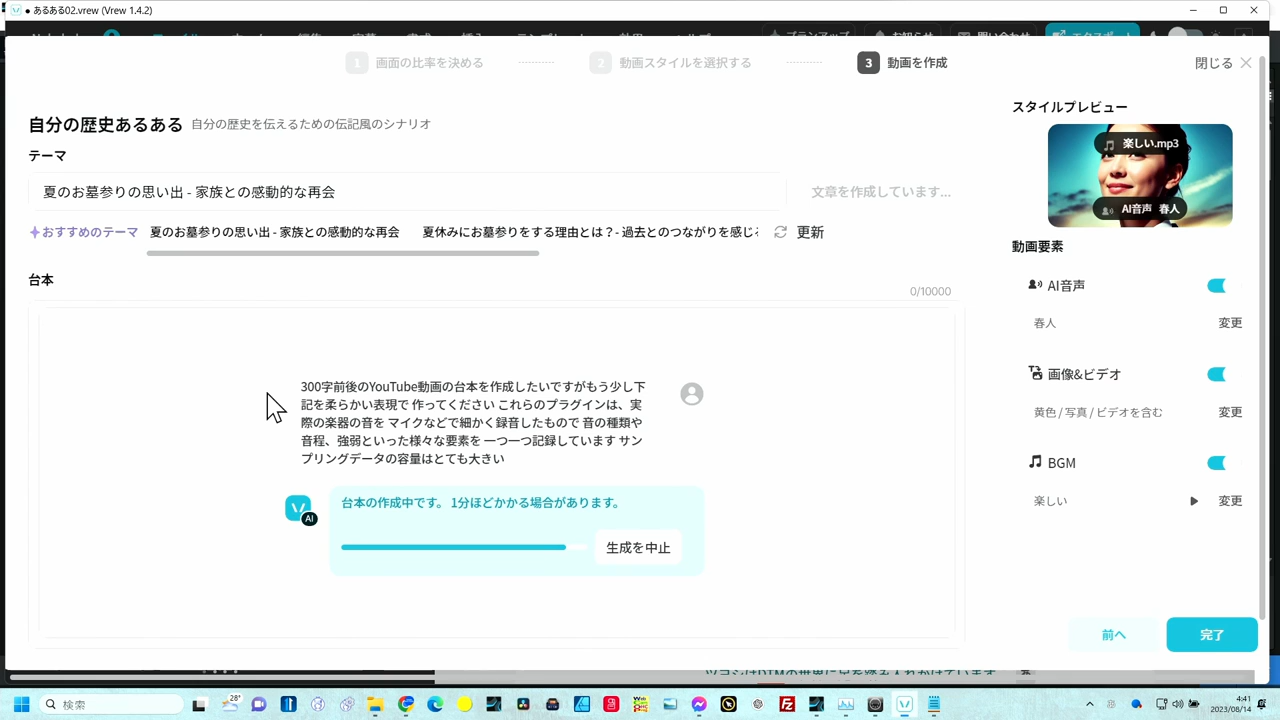 ● あるある02.vrew (Vrew 1.4.2)
1 画面の比率を決める 2 動画スタイルを選択する 3 動画を作成 閉じる
自分の歴史あるある 自分の歴史を伝えるための伝記風のシナリオ
スタイルプレビュー
楽しい.mp3
AI音声 春人
テーマ
夏のお墓参りの思い出 - 家族との感動的な再会 文章を作成しています...
おすすめのテーマ 夏のお墓参りの思い出 - 家族との感動的な再会 夏休みにお墓参りをする理由とは？- 過去とのつながりを感じ 更新
動画要素
台本
0/10000
AI音声
春人 変更
画像&ビデオ
黄色 / 写真 / ビデオを含む 変更
BGM
楽しい 変更
300字前後のYouTube動画の台本を作成したいですがもう少し下
記を柔らかい表現で 作ってください これらのプラグインは、実
際の楽器の音を マイクなどで細かく録音したもので 音の種類や
音程、強弱といった様々な要素を 一つ一つ記録しています サン
プリングデータの容量はとても大きい
AI
台本の作成中です。 1分ほどかかる場合があります。
生成を中止
前へ 完了
検索
28°
4:41
2023/08/14